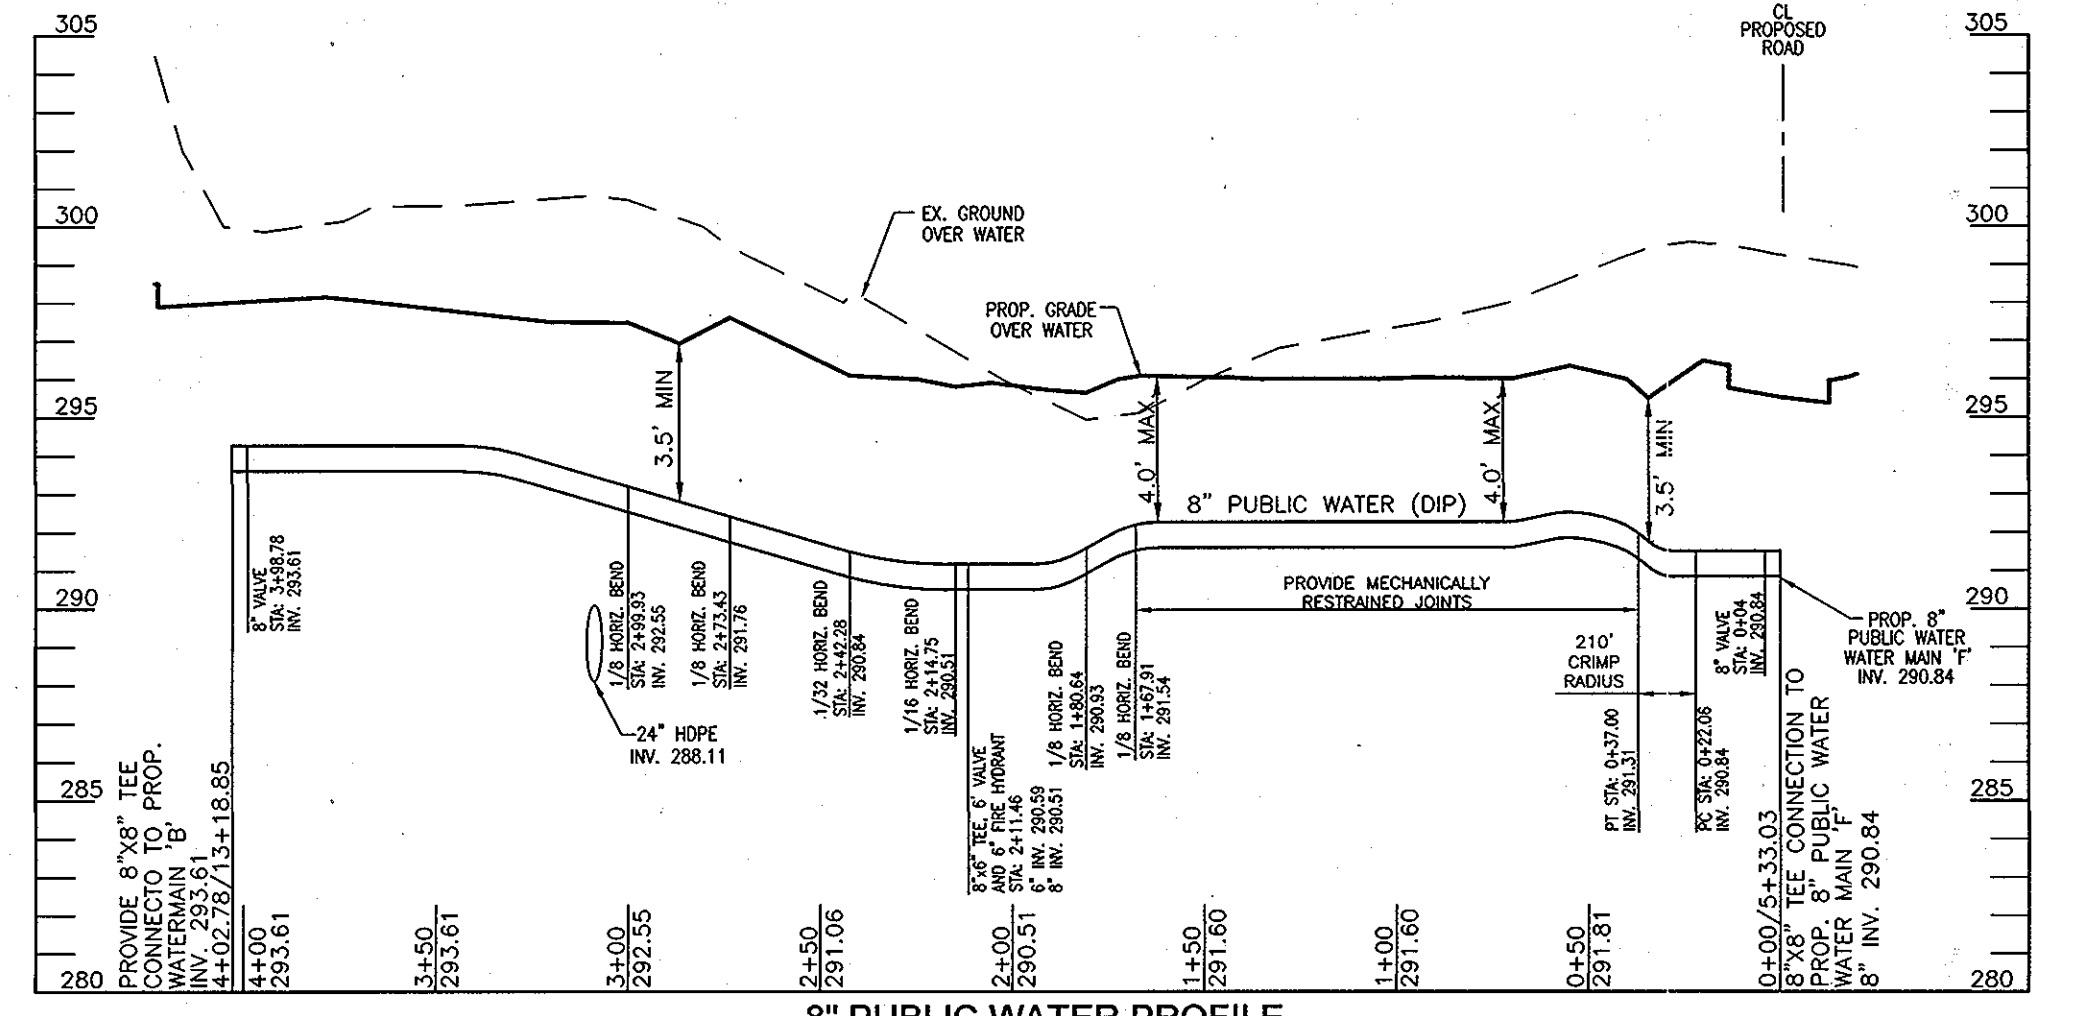 305
305
CL
PROPOSED
ROAD
300
300
EX. GROUND
OVER WATER
PROP. GRADE
OVER WATER
295
295
3.5' MIN
4.0' MAX.
4.0' MAX.
3.5' MIN
8" PUBLIC WATER (DIP)
8" VALVE
STA: 3+98.78
INV. 293.61
1/8 HORIZ. BEND
STA: 2+99.93
INV. 292.55
1/8 HORIZ. BEND
STA: 2+73.43
INV. 291.76
1/32 HORIZ. BEND
STA: 2+42.28
INV. 290.84
1/16 HORIZ. BEND
STA: 2+14.75
INV. 290.51
8"x6" TEE, 6' VALVE
AND 6" FIRE HYDRANT
STA: 2+11.46
6" INV. 290.59
8" INV. 290.51
1/8 HORIZ. BEND
STA: 1+80.64
INV. 290.93
1/8 HORIZ. BEND
STA: 1+67.91
INV. 291.54
PROVIDE MECHANICALLY
RESTRAINED JOINTS
210'
CRIMP
RADIUS
PT STA: 0+37.00
INV. 291.31
PC STA: 0+22.06
INV. 290.84
8" VALVE
STA: 0+04
INV. 290.84
PROP. 8"
PUBLIC WATER
WATER MAIN 'F'
INV. 290.84
290
290
24" HDPE
INV. 288.11
285
285
280
280
PROVIDE 8"X8" TEE
CONNECTO TO PROP.
WATERMAIN 'B'
INV. 293.61
4+02.78/13+18.85
4+00
293.61
3+50
293.61
3+00
292.55
2+50
291.06
2+00
290.51
1+50
291.60
1+00
291.60
0+50
291.81
0+00/5+33.03
8"X8" TEE CONNECTION TO
PROP. 8" PUBLIC WATER
WATER MAIN 'F'
8" INV. 290.84
8" PUBLIC WATER PROFILE